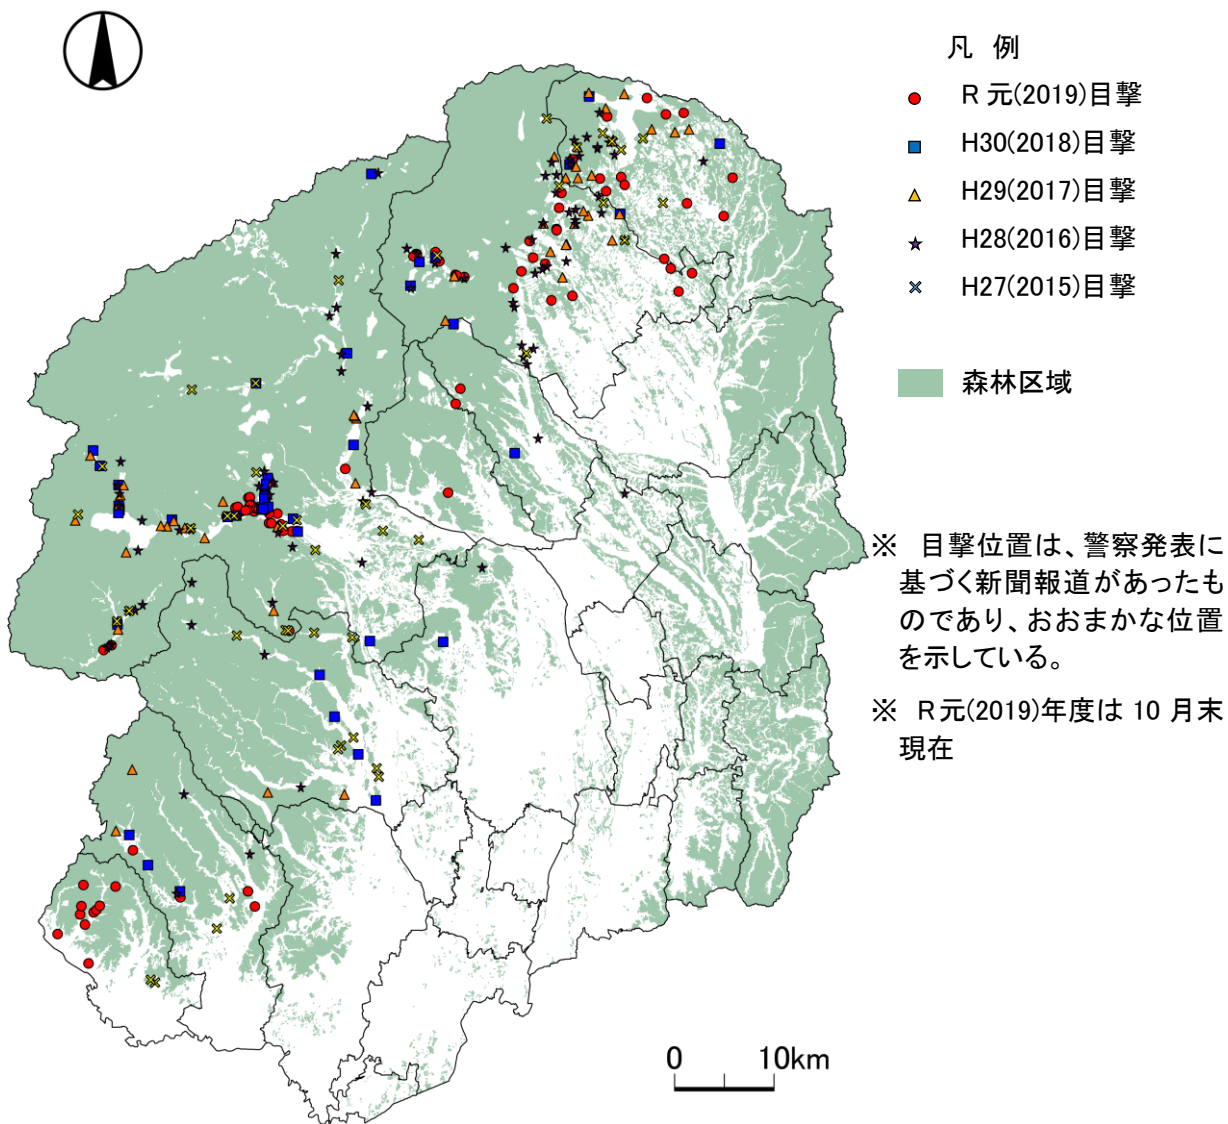 凡 例
R 元(2019)目撃
H30(2018)目撃
H29(2017)目撃
H28(2016)目撃
H27(2015)目撃
森林区域
※ 目撃位置は、警察発表に
基づく新聞報道があったも
のであり、おおまかな位置
を示している。
※ R元(2019)年度は 10 月末
現在
0 10km